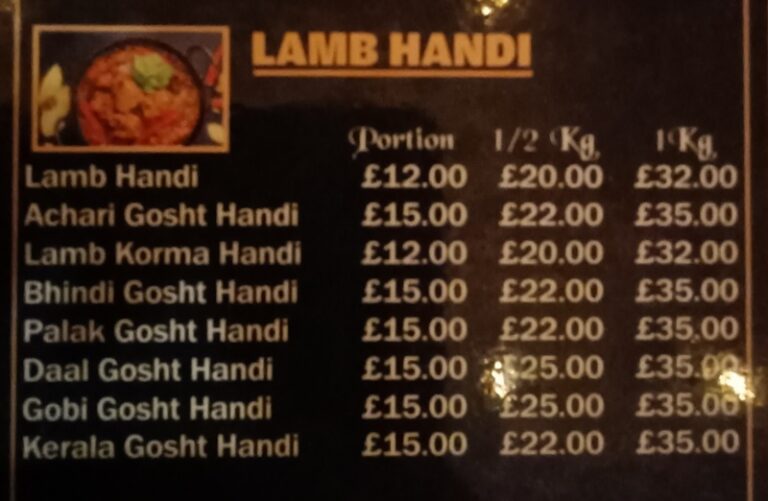 LAMB HANDI
Portion 1/2 Kg 1Kg
Lamb Handi £12.00 £20.00 £32.00
Achari Gosht Handi £15.00 £22.00 £35.00
Lamb Korma Handi £12.00 £20.00 £32.00
Bhindi Gosht Handi £15.00 £22.00 £35.00
Palak Gosht Handi £15.00 £22.00 £35.00
Daal Gosht Handi £15.00 £25.00 £35.00
Gobi Gosht Handi £15.00 £25.00 £35.00
Kerala Gosht Handi £15.00 £22.00 £35.00